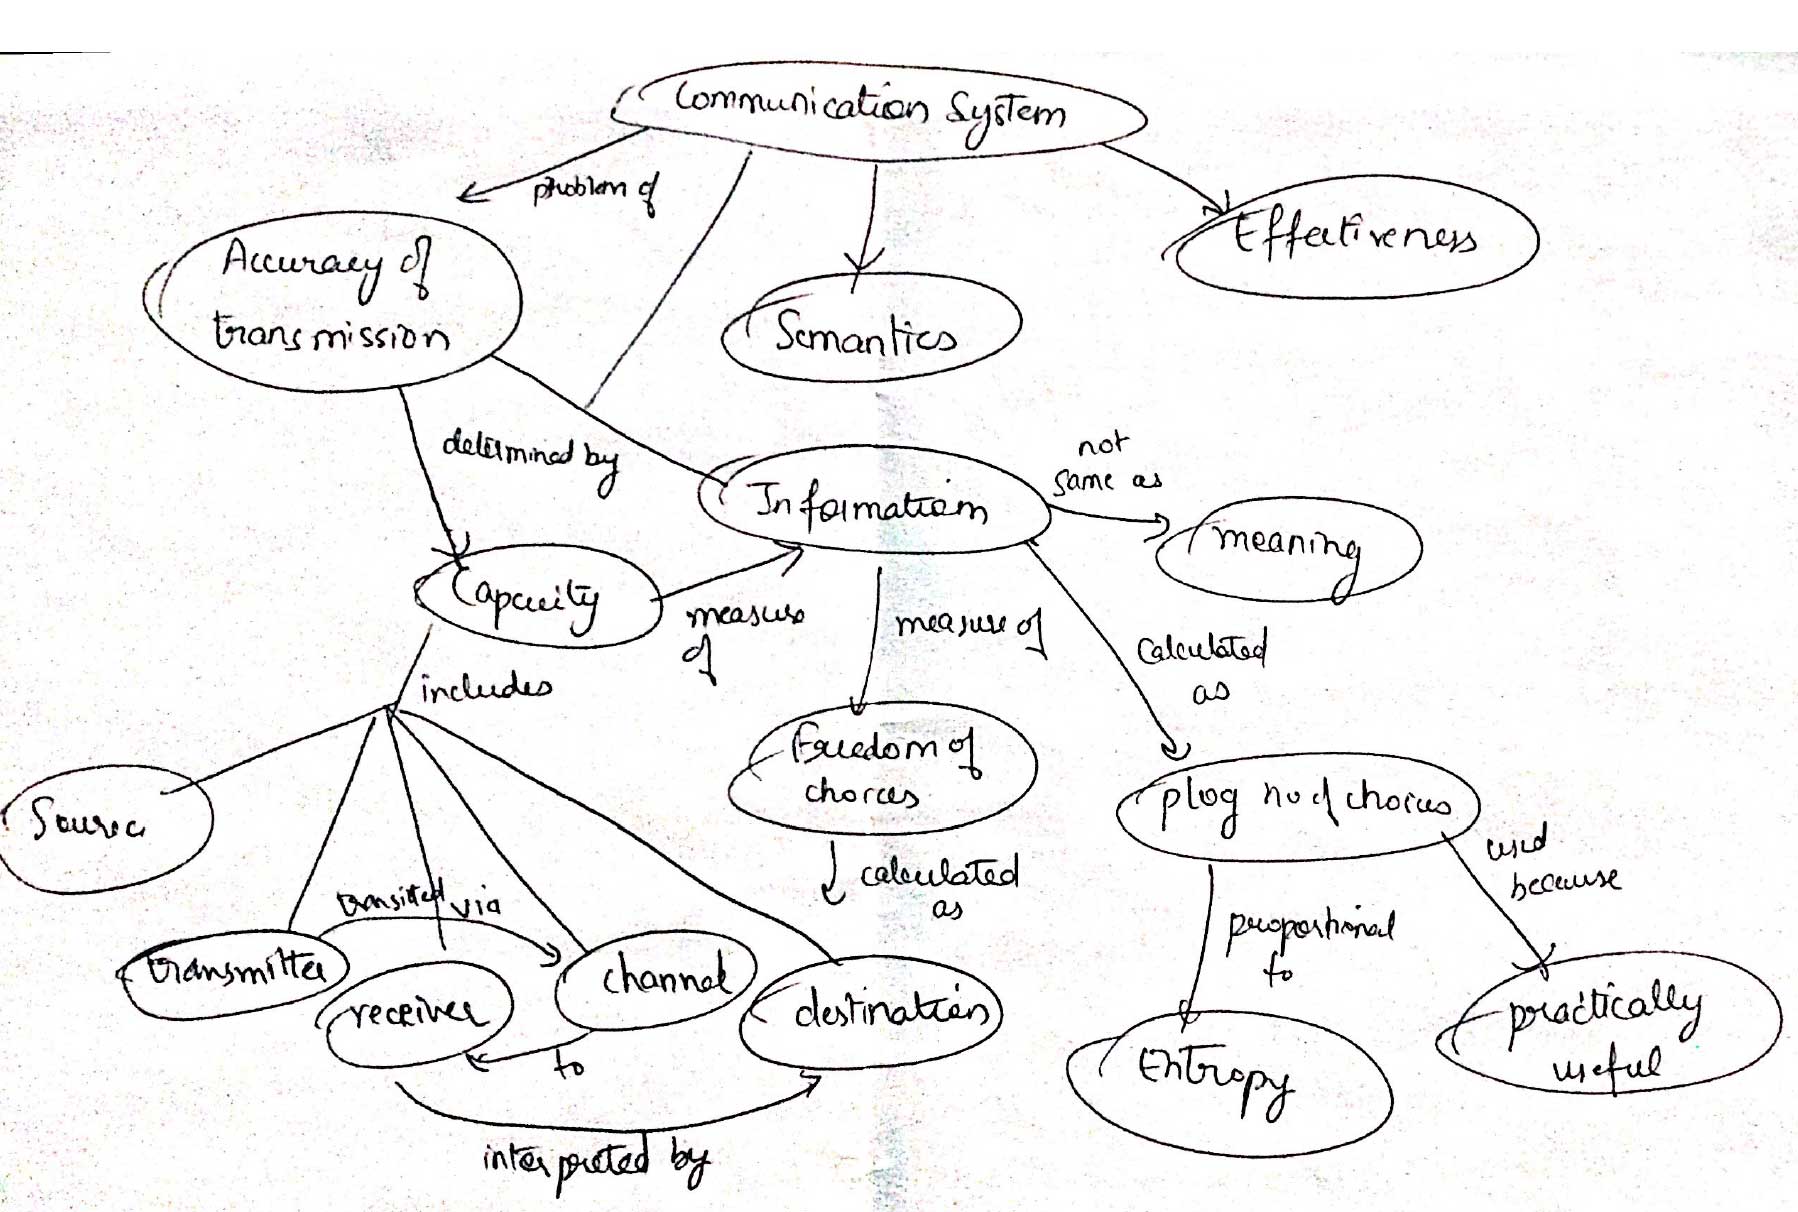 Communication System
problem of
Effectiveness
Accuracy of
transmission
Semantics
determined by
not
same as
Information
meaning
Capacity
measure
of
measure of
calculated
as
includes
Freedom of
choices
plog no of choices
Source
used
because
calculated
as
transitted via
proportional
to
transmitter
channel
receiver
destination
practically
useful
to
Entropy
interpreted by